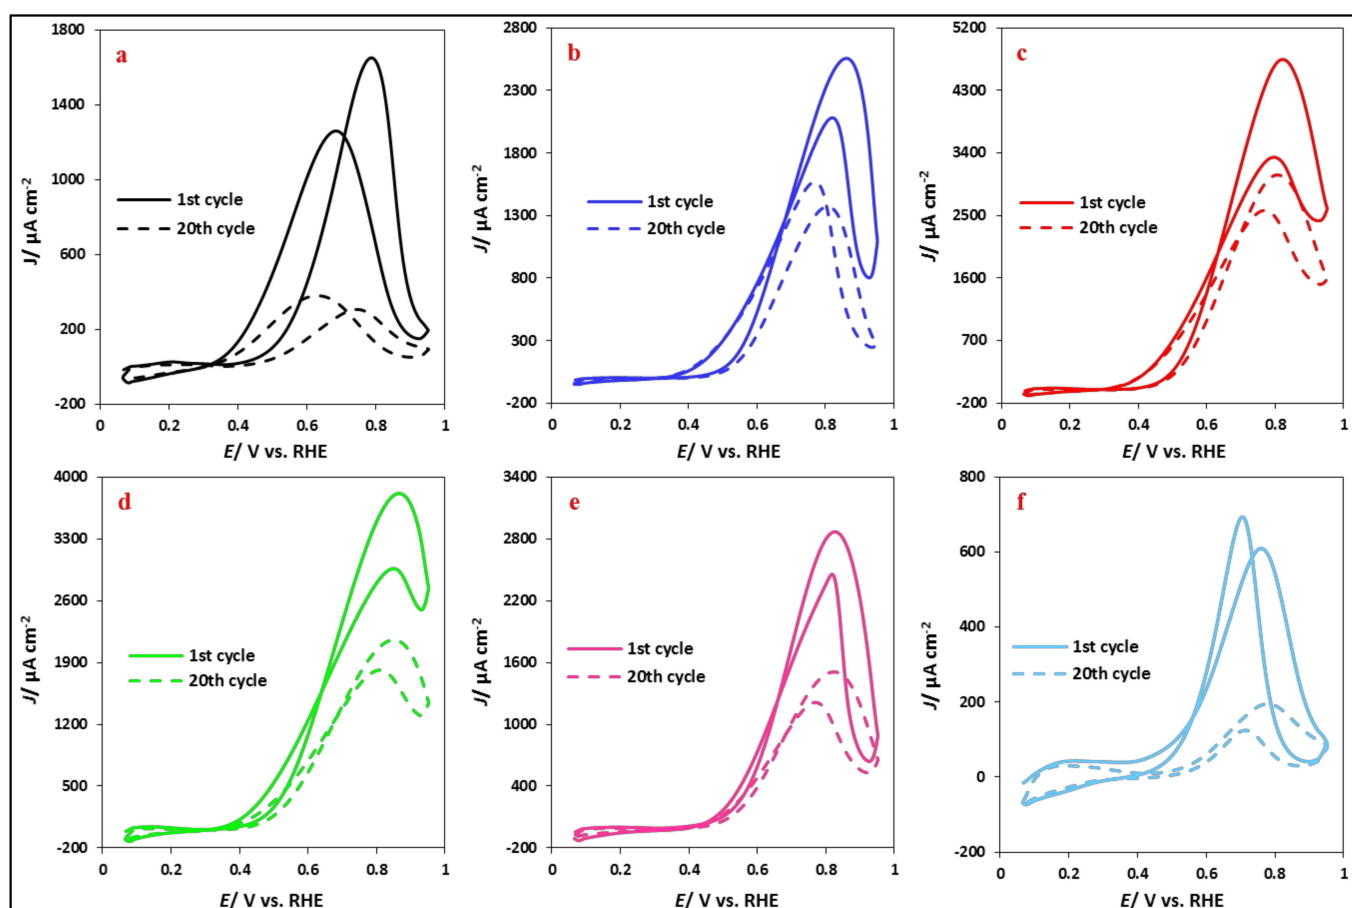 a
1800
1400
1000
600
200
-200
J/ µA cm-2
1st cycle
20th cycle
0
0.2
0.4
0.6
0.8
1
E/ V vs. RHE
b
2800
2300
1800
1300
800
300
-200
J/ µA cm-2
1st cycle
20th cycle
0
0.2
0.4
0.6
0.8
1
E/ V vs. RHE
c
5200
4300
3400
2500
1600
700
-200
J/ µA cm-2
1st cycle
20th cycle
0
0.2
0.4
0.6
0.8
1
E/ V vs. RHE
d
4000
3300
2600
1900
1200
500
-200
J/ µA cm-2
1st cycle
20th cycle
0
0.2
0.4
0.6
0.8
1
E/ V vs. RHE
e
3400
2800
2200
1600
1000
400
-200
J/ µA cm-2
1st cycle
20th cycle
0
0.2
0.4
0.6
0.8
1
E/ V vs. RHE
f
800
600
400
200
0
-200
J/ µA cm-2
1st cycle
20th cycle
0
0.2
0.4
0.6
0.8
1
E/ V vs. RHE